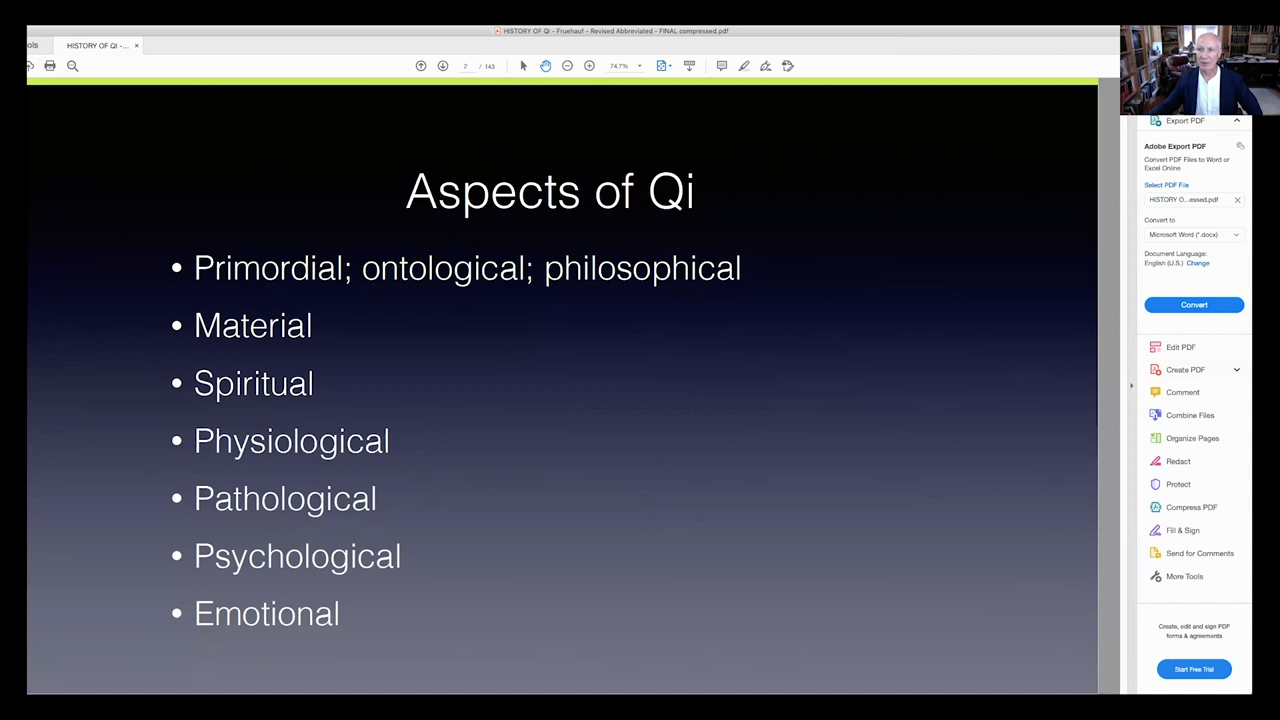 HISTORY OF QI - Fruehauf - Revised Abbreviated - FINAL compressed.pdf
ols
HISTORY OF QI -...
2 / 143
74.7%
Aspects of Qi
• Primordial; ontological; philosophical
• Material
• Spiritual
• Physiological
• Pathological
• Psychological
• Emotional
Export PDF
Adobe Export PDF
Convert PDF Files to Word or
Excel Online
Select PDF File
HISTORY O...essed.pdf
Convert to
Microsoft Word (*.docx)
Document Language:
English (U.S.) Change
Convert
Edit PDF
Create PDF
Comment
Combine Files
Organize Pages
Redact
Protect
Compress PDF
Fill & Sign
Send for Comments
More Tools
Create, edit and sign PDF
forms & agreements
Start Free Trial